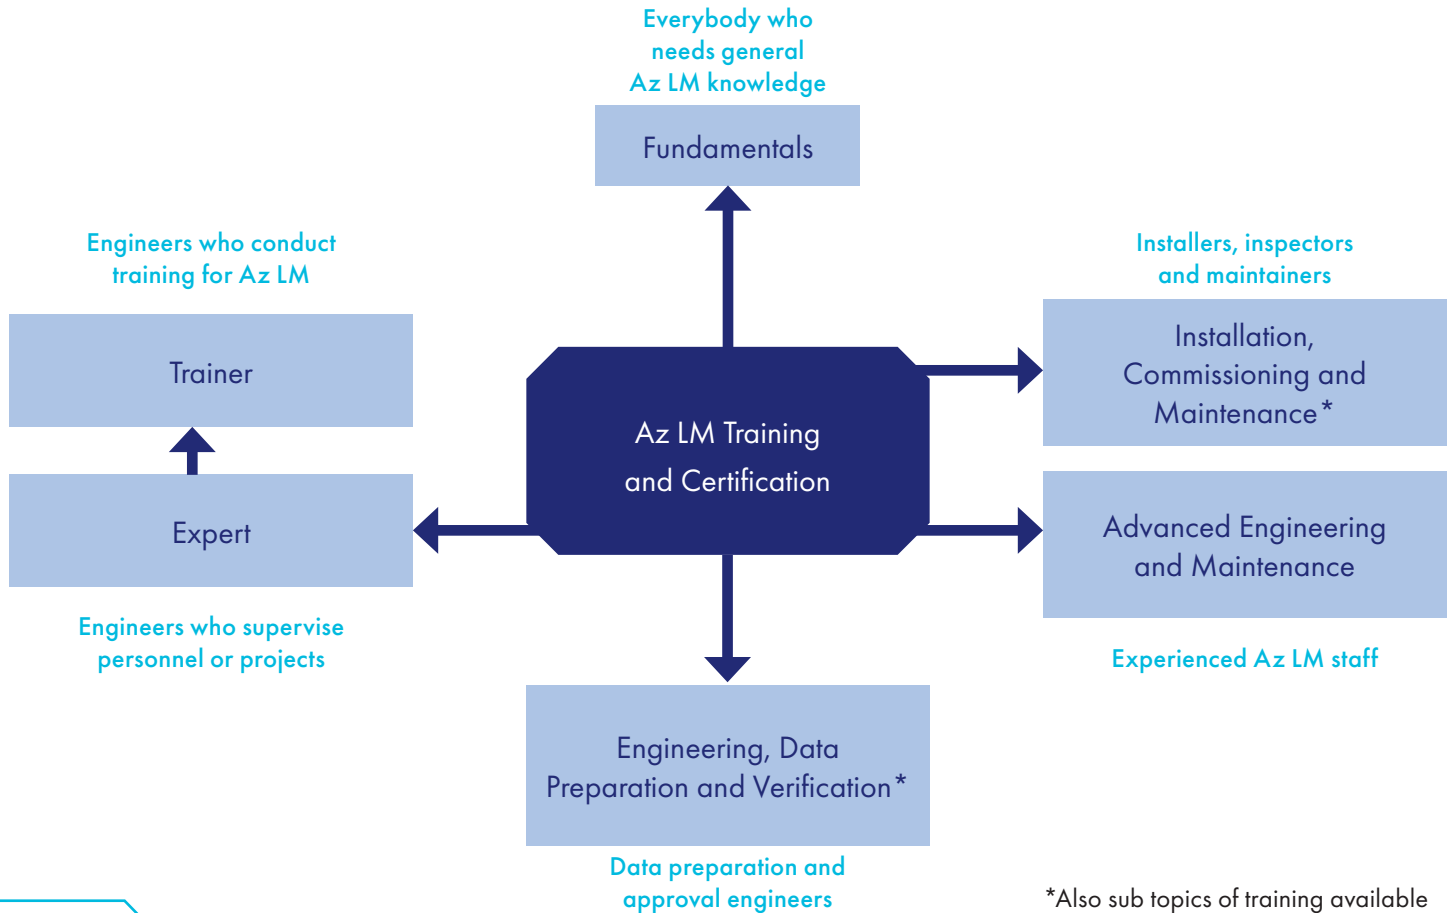 Everybody who
needs general
Az LM knowledge
Fundamentals
Engineers who conduct
training for Az LM
Trainer
Expert
Engineers who supervise
personnel or projects
Az LM Training
and Certification
Installers, inspectors
and maintainers
Installation,
Commissioning and
Maintenance*
Advanced Engineering
and Maintenance
Experienced Az LM staff
Engineering, Data
Preparation and Verification*
Data preparation and
approval engineers
*Also sub topics of training available